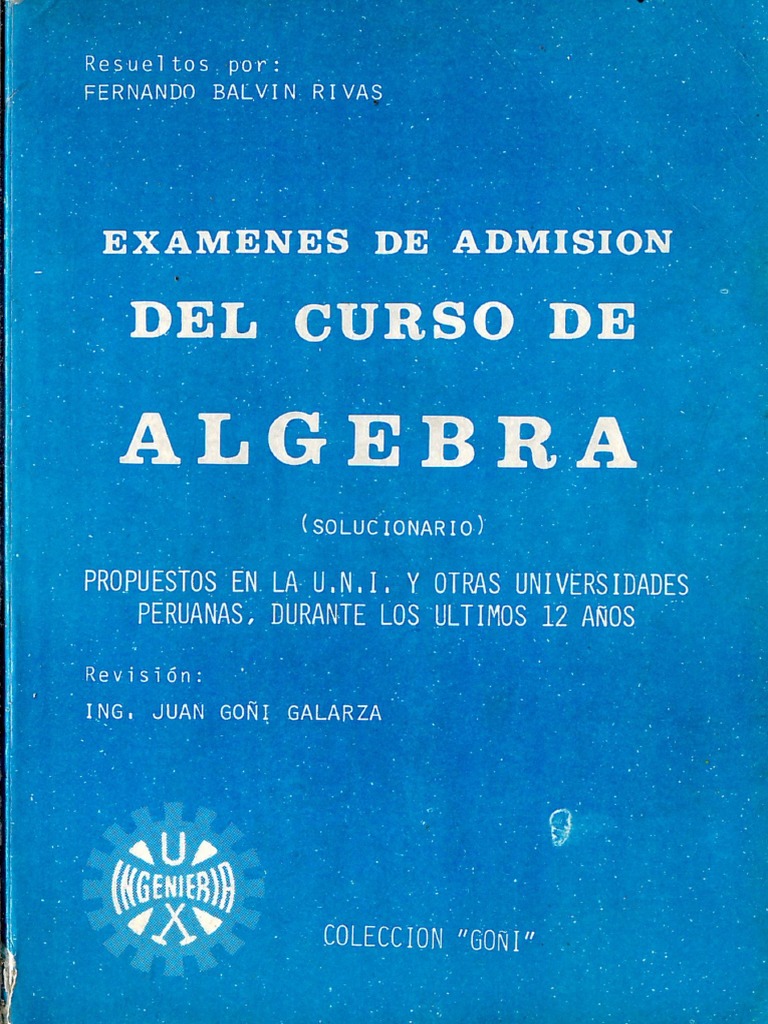 Resueltos por:
FERNANDO BALVIN RIVAS
EXAMENES DE ADMISION
DEL CURSO DE
ALGEBRA
(SOLUCIONARIO)
PROPUESTOS EN LA U.N.I. Y OTRAS UNIVERSIDADES
PERUANAS, DURANTE LOS ULTIMOS 12 AÑOS
Revisión:
ING. JUAN GOÑI GALARZA
U
INGENIERIA
X
COLECCION "GOÑI"